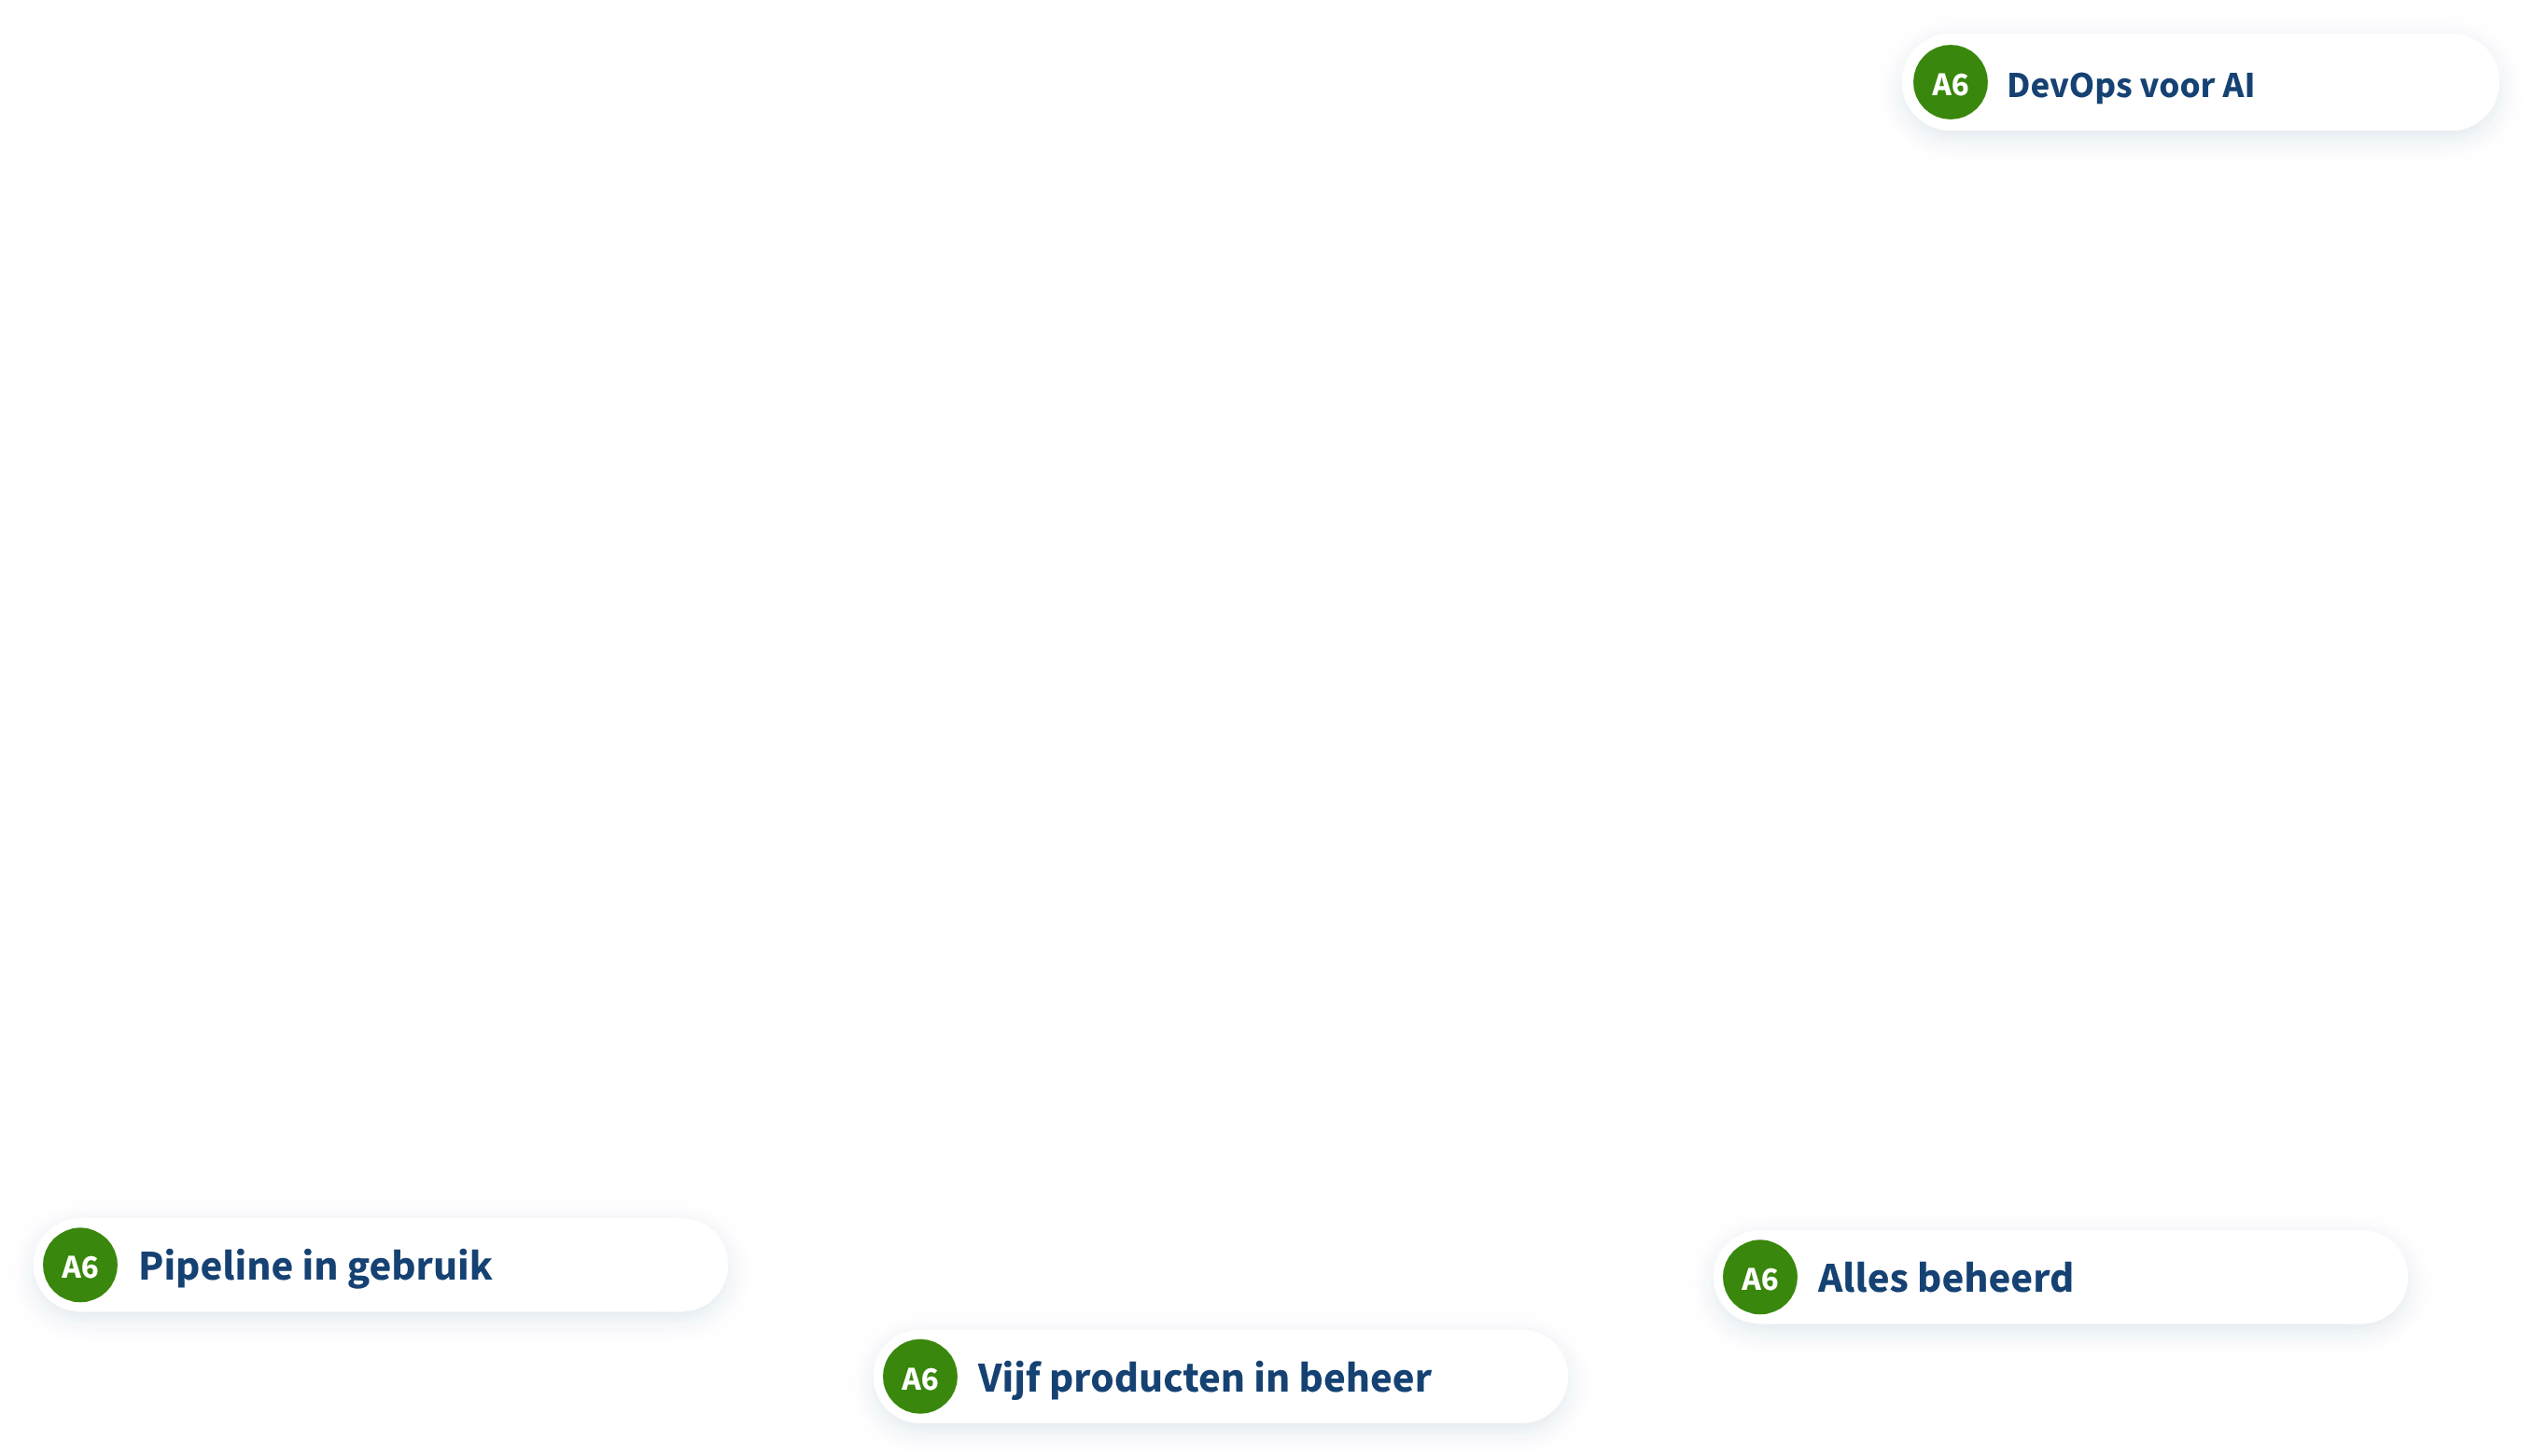 A6 DevOps voor AI
A6 Pipeline in gebruik
A6 Alles beheerd
A6 Vijf producten in beheer